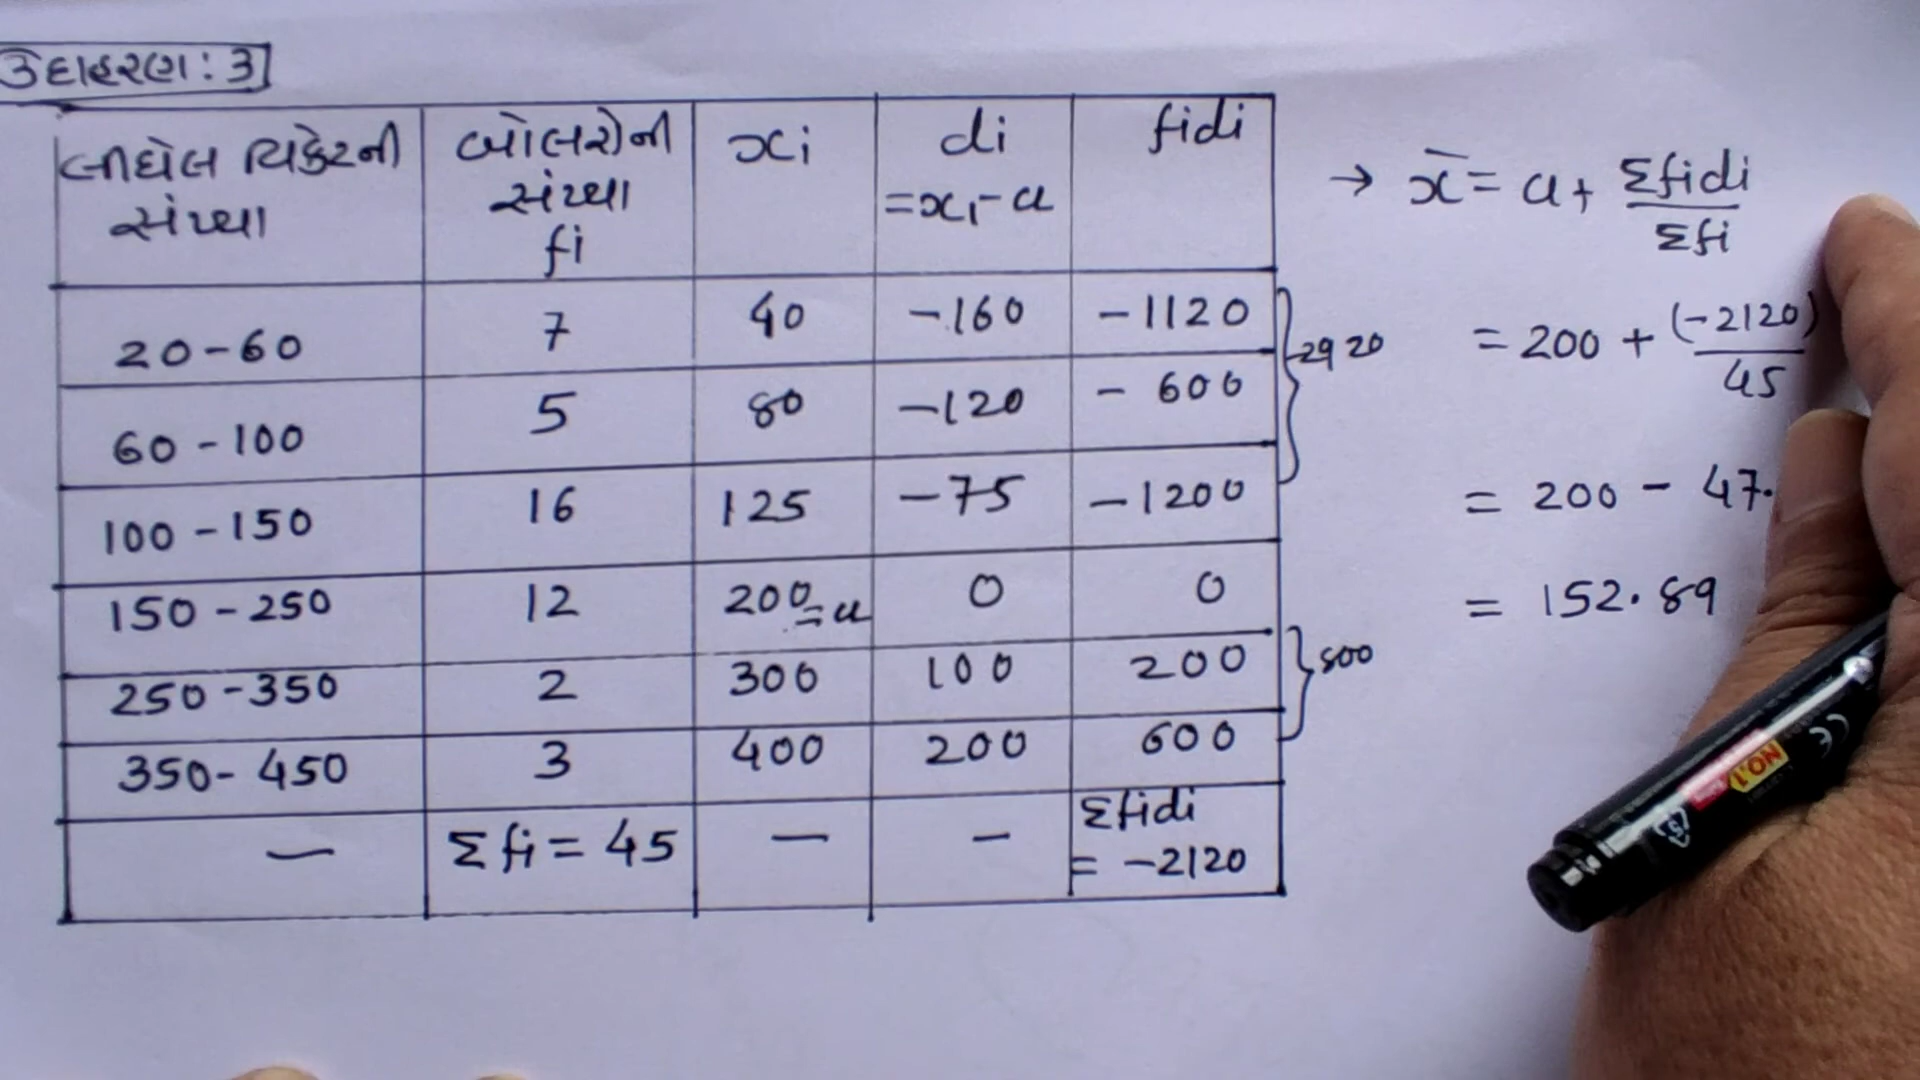 ઉદાહરણ : 3
લીધેલ વિકેટની સંખ્યા | બોલરોની સંખ્યા fi | xi | di = xi - a | fidi
20 - 60 | 7 | 40 | -160 | -1120
60 - 100 | 5 | 80 | -120 | - 600
100 - 150 | 16 | 125 | -75 | -1200
150 - 250 | 12 | 200 = a | 0 | 0
250 - 350 | 2 | 300 | 100 | 200
350 - 450 | 3 | 400 | 200 | 600
— | Σfi = 45 | — | — | Σfidi = -2120
-2920
800
→ x̄ = a + Σfidi / Σfi
= 200 + (-2120) / 45
= 200 - 47.
= 152.89
NO.1